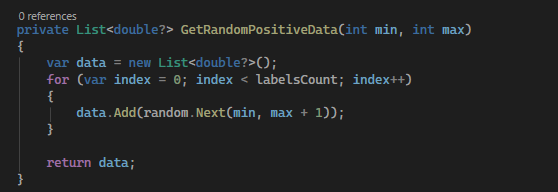 0 references
private List<double?> GetRandomPositiveData(int min, int max)
{
    var data = new List<double?>();
    for (var index = 0; index < labelsCount; index++)
    {
        data.Add(random.Next(min, max + 1));
    }

    return data;
}